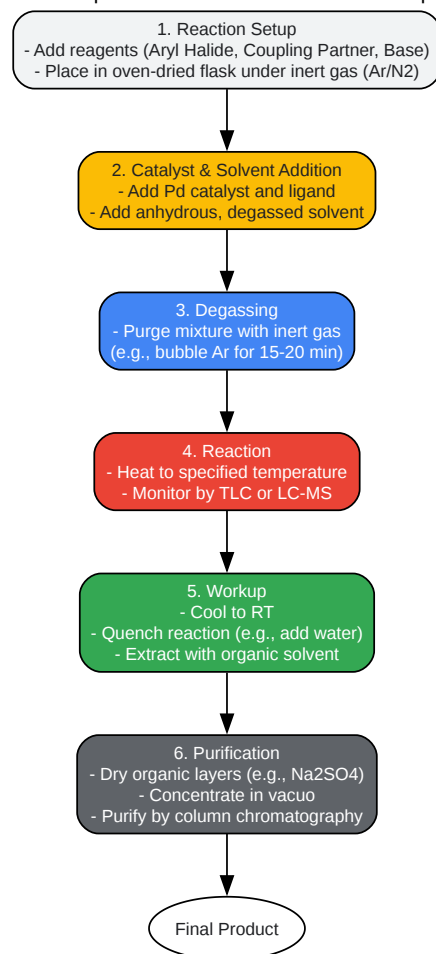 1. Reaction Setup
- Add reagents (Aryl Halide, Coupling Partner, Base)
- Place in oven-dried flask under inert gas (Ar/N2)
2. Catalyst & Solvent Addition
- Add Pd catalyst and ligand
- Add anhydrous, degassed solvent
3. Degassing
- Purge mixture with inert gas
(e.g., bubble Ar for 15-20 min)
4. Reaction
- Heat to specified temperature
- Monitor by TLC or LC-MS
5. Workup
- Cool to RT
- Quench reaction (e.g., add water)
- Extract with organic solvent
6. Purification
- Dry organic layers (e.g., Na2SO4)
- Concentrate in vacuo
- Purify by column chromatography
Final Product